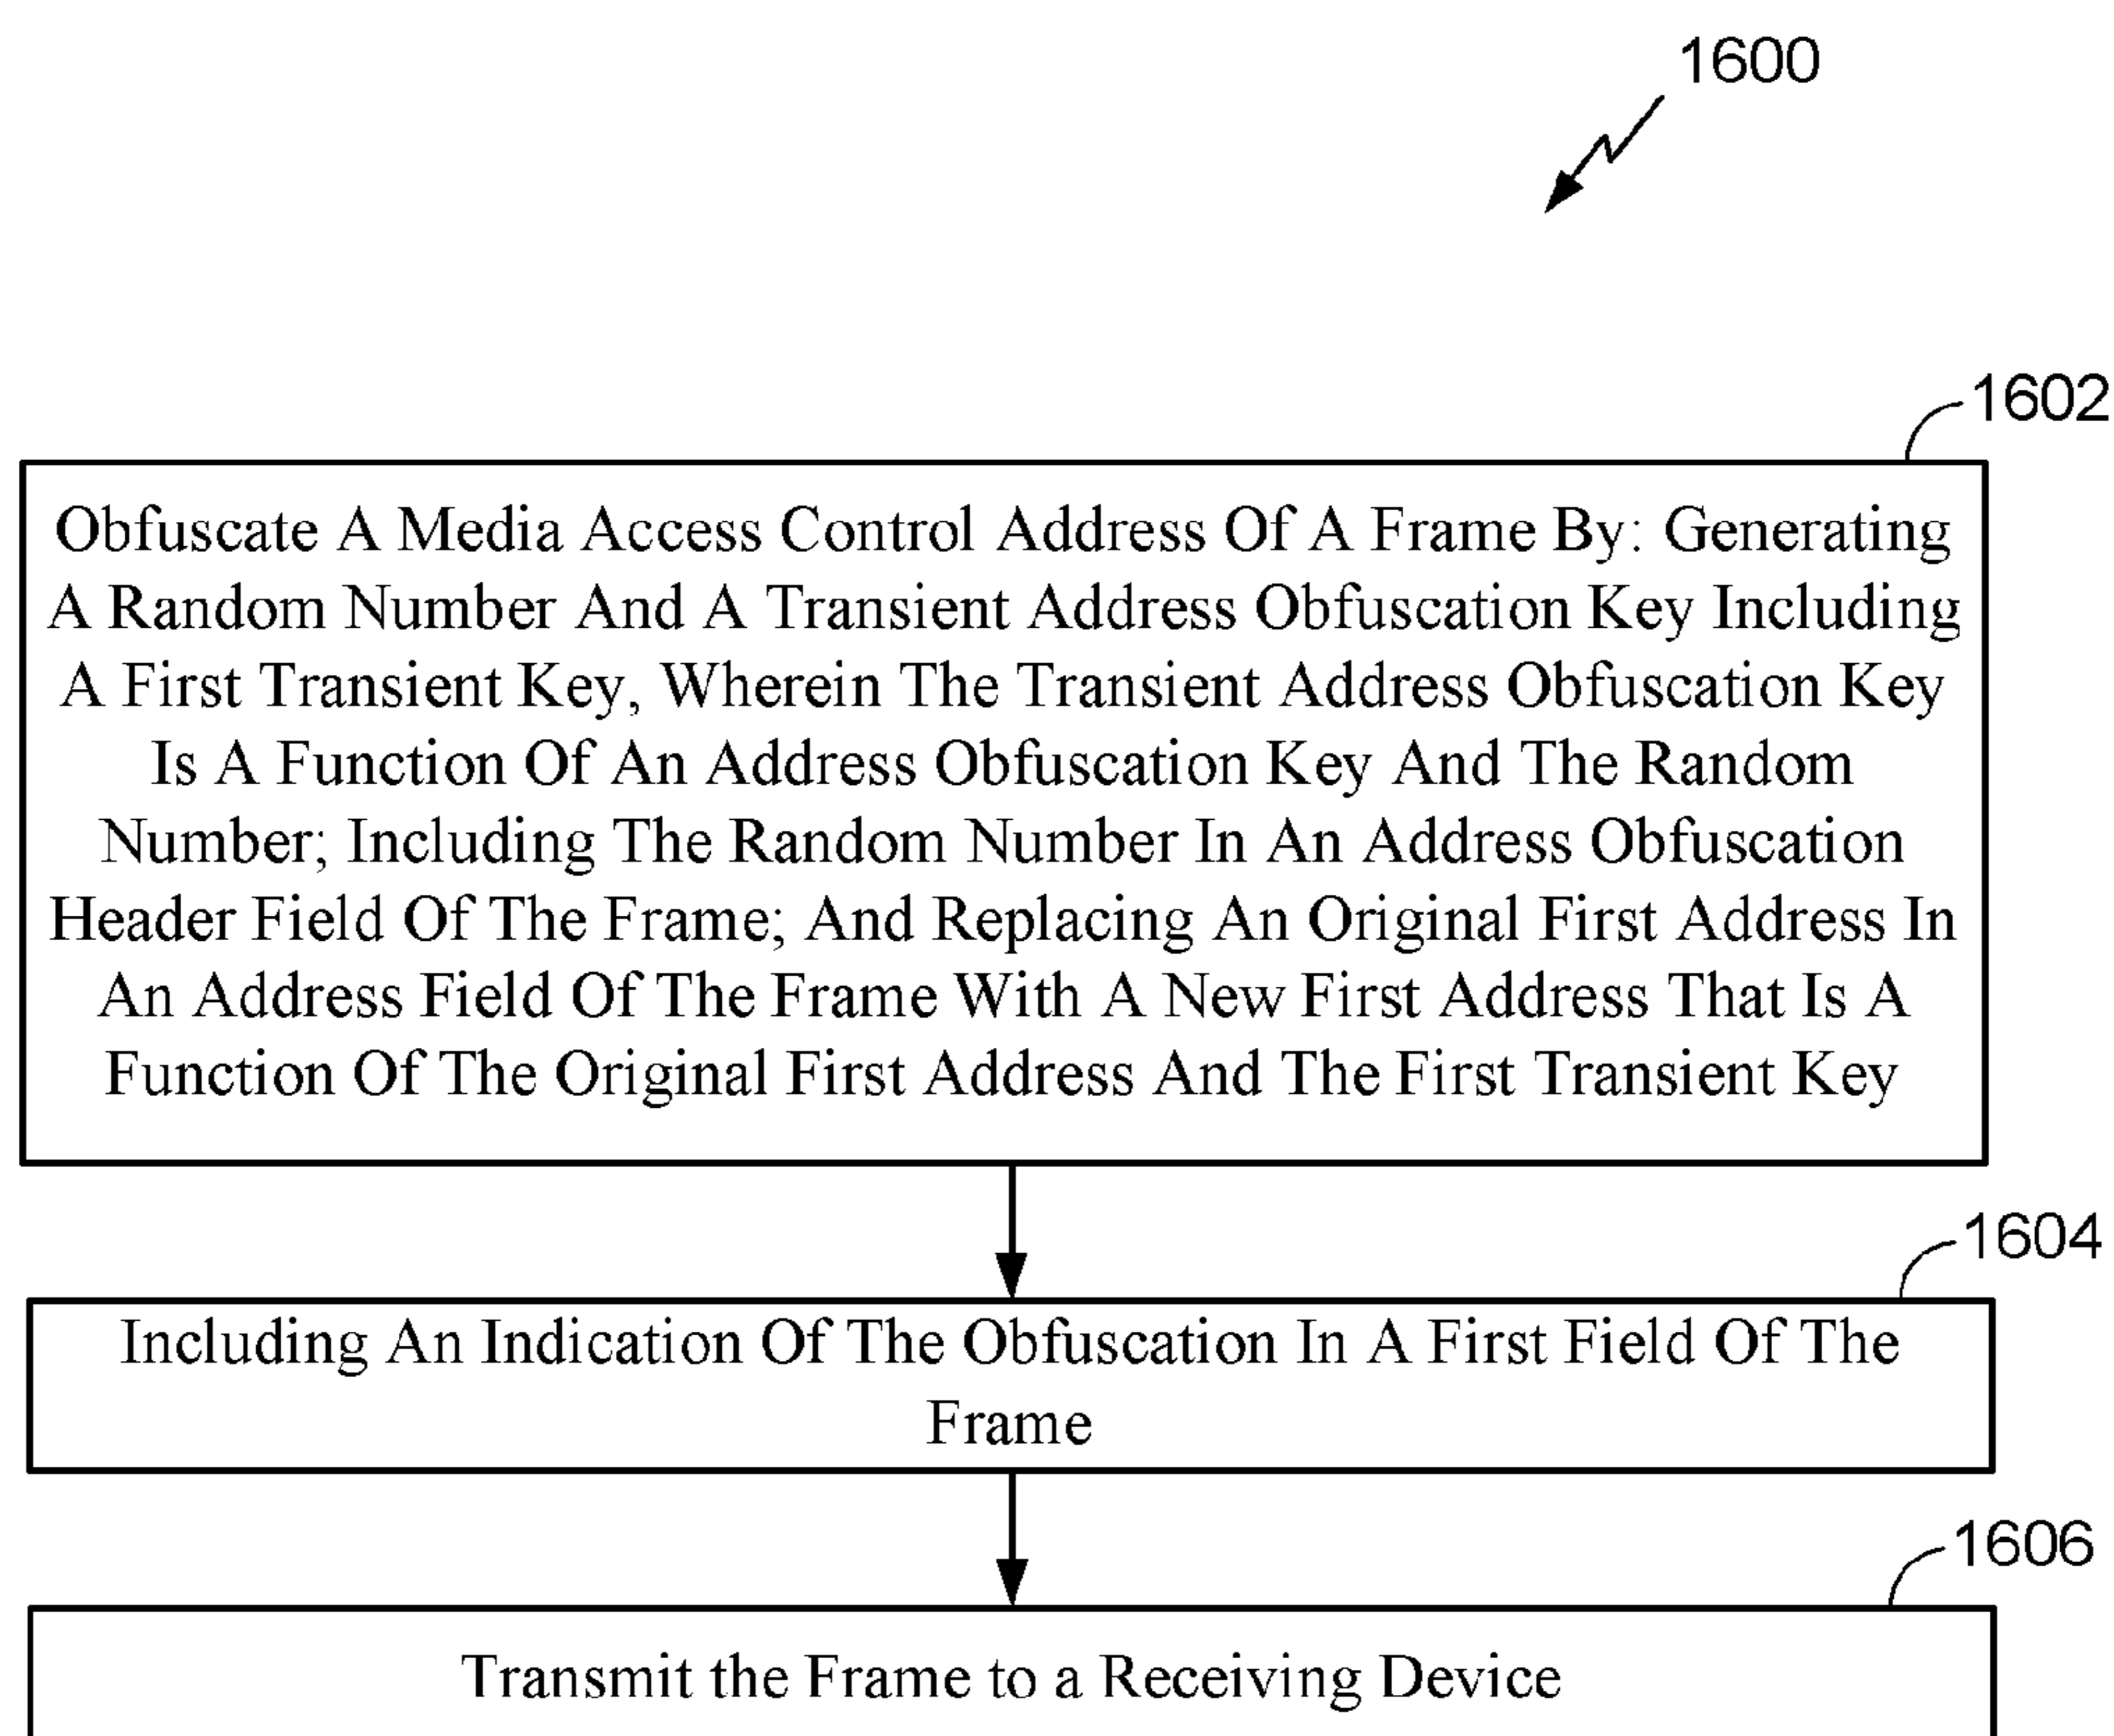 1600
1602
Obfuscate A Media Access Control Address Of A Frame By: Generating
A Random Number And A Transient Address Obfuscation Key Including
A First Transient Key, Wherein The Transient Address Obfuscation Key
Is A Function Of An Address Obfuscation Key And The Random
Number; Including The Random Number In An Address Obfuscation
Header Field Of The Frame; And Replacing An Original First Address In
An Address Field Of The Frame With A New First Address That Is A
Function Of The Original First Address And The First Transient Key
1604
Including An Indication Of The Obfuscation In A First Field Of The
Frame
1606
Transmit the Frame to a Receiving Device